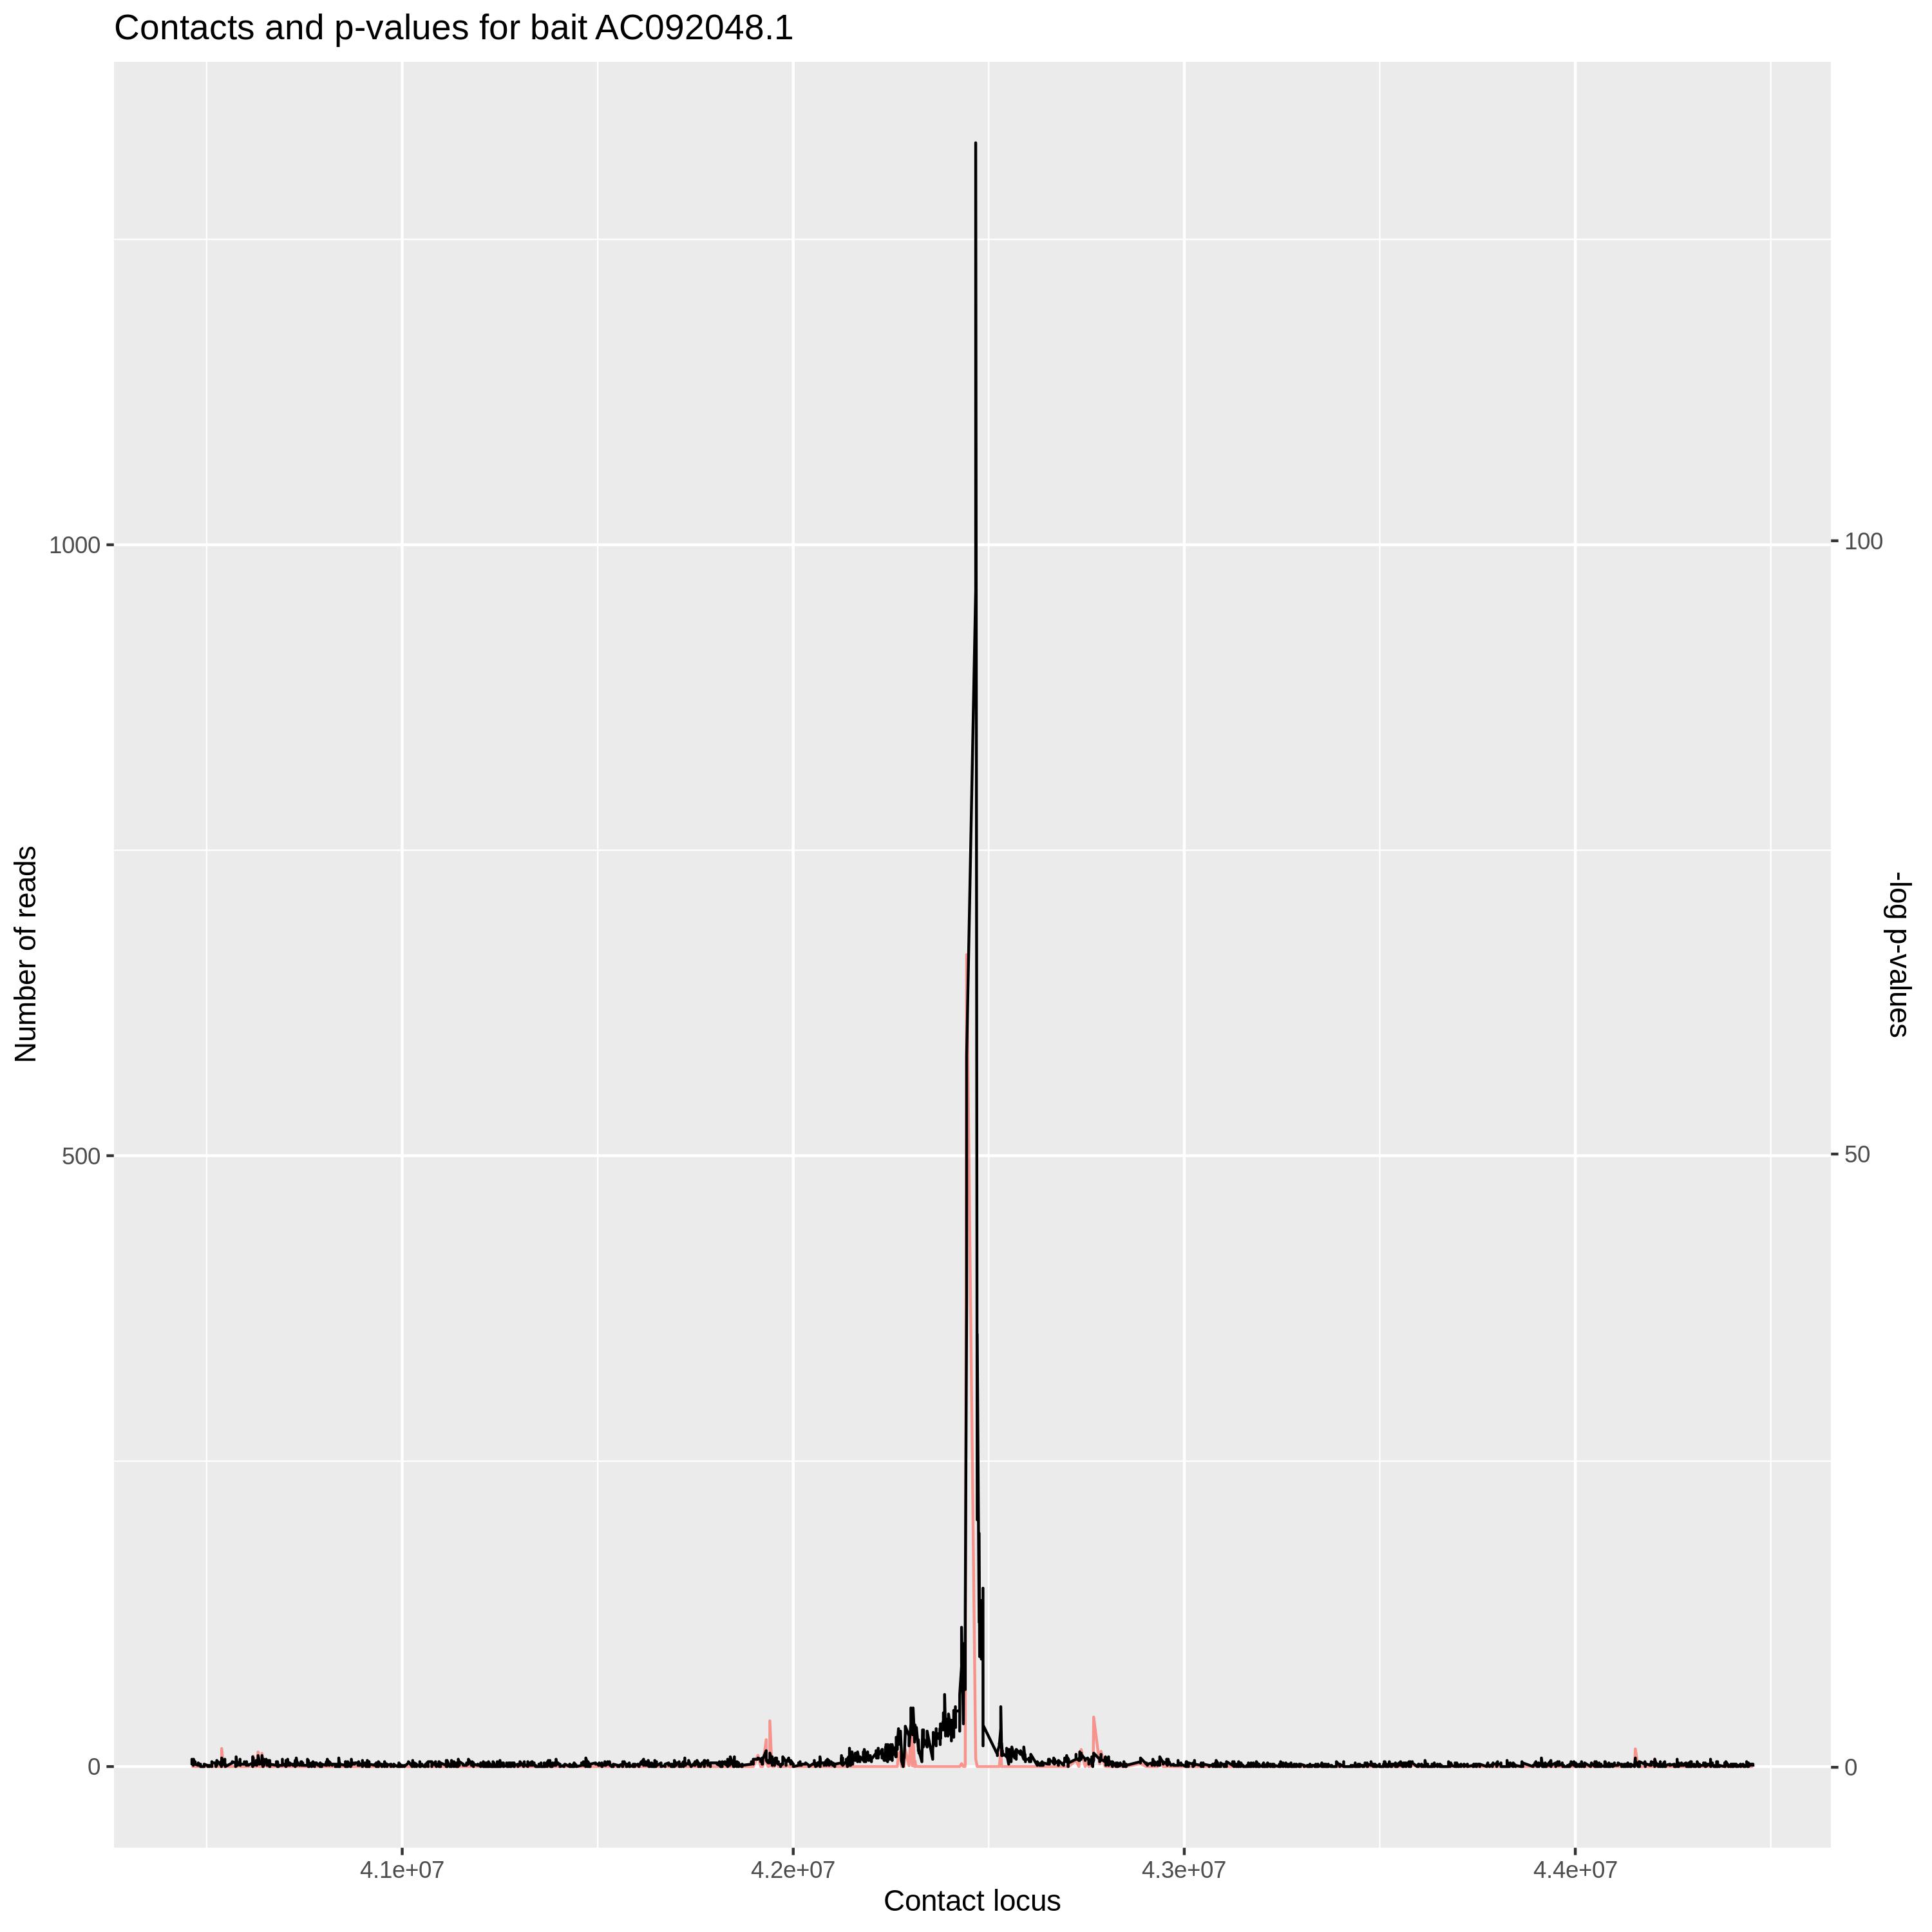 Contacts and p-values for bait AC092048.1
1000
500
0
Number of reads
100
50
0
-log p-values
4.1e+07
4.2e+07
4.3e+07
4.4e+07
Contact locus